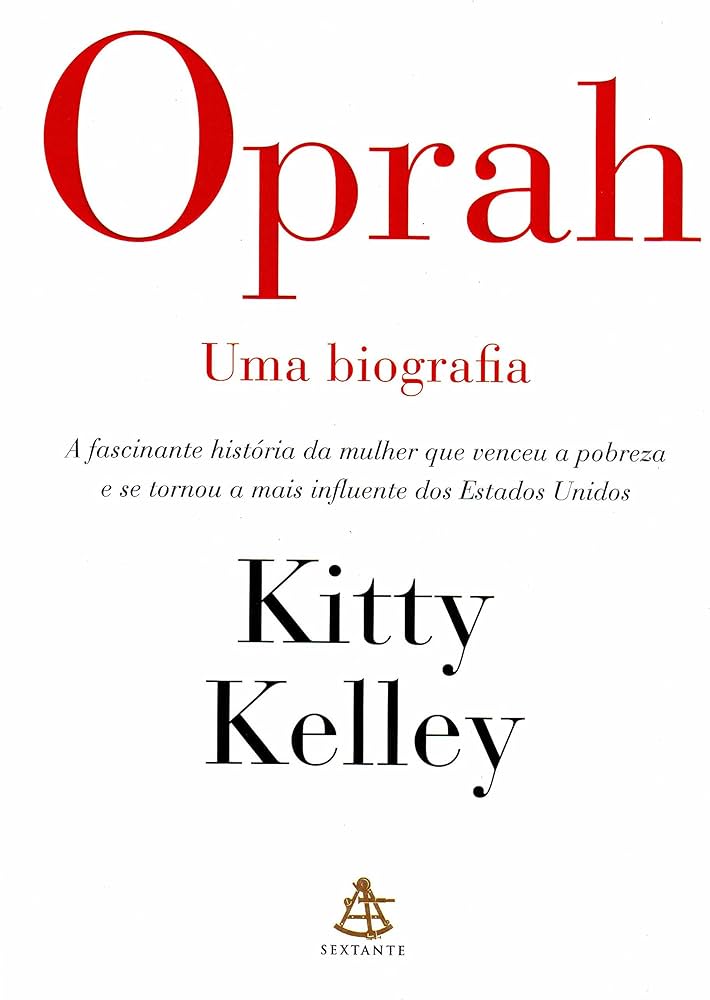 Oprah
Uma biografia
A fascinante história da mulher que venceu a pobreza
e se tornou a mais influente dos Estados Unidos
Kitty
Kelley
SEXTANTE